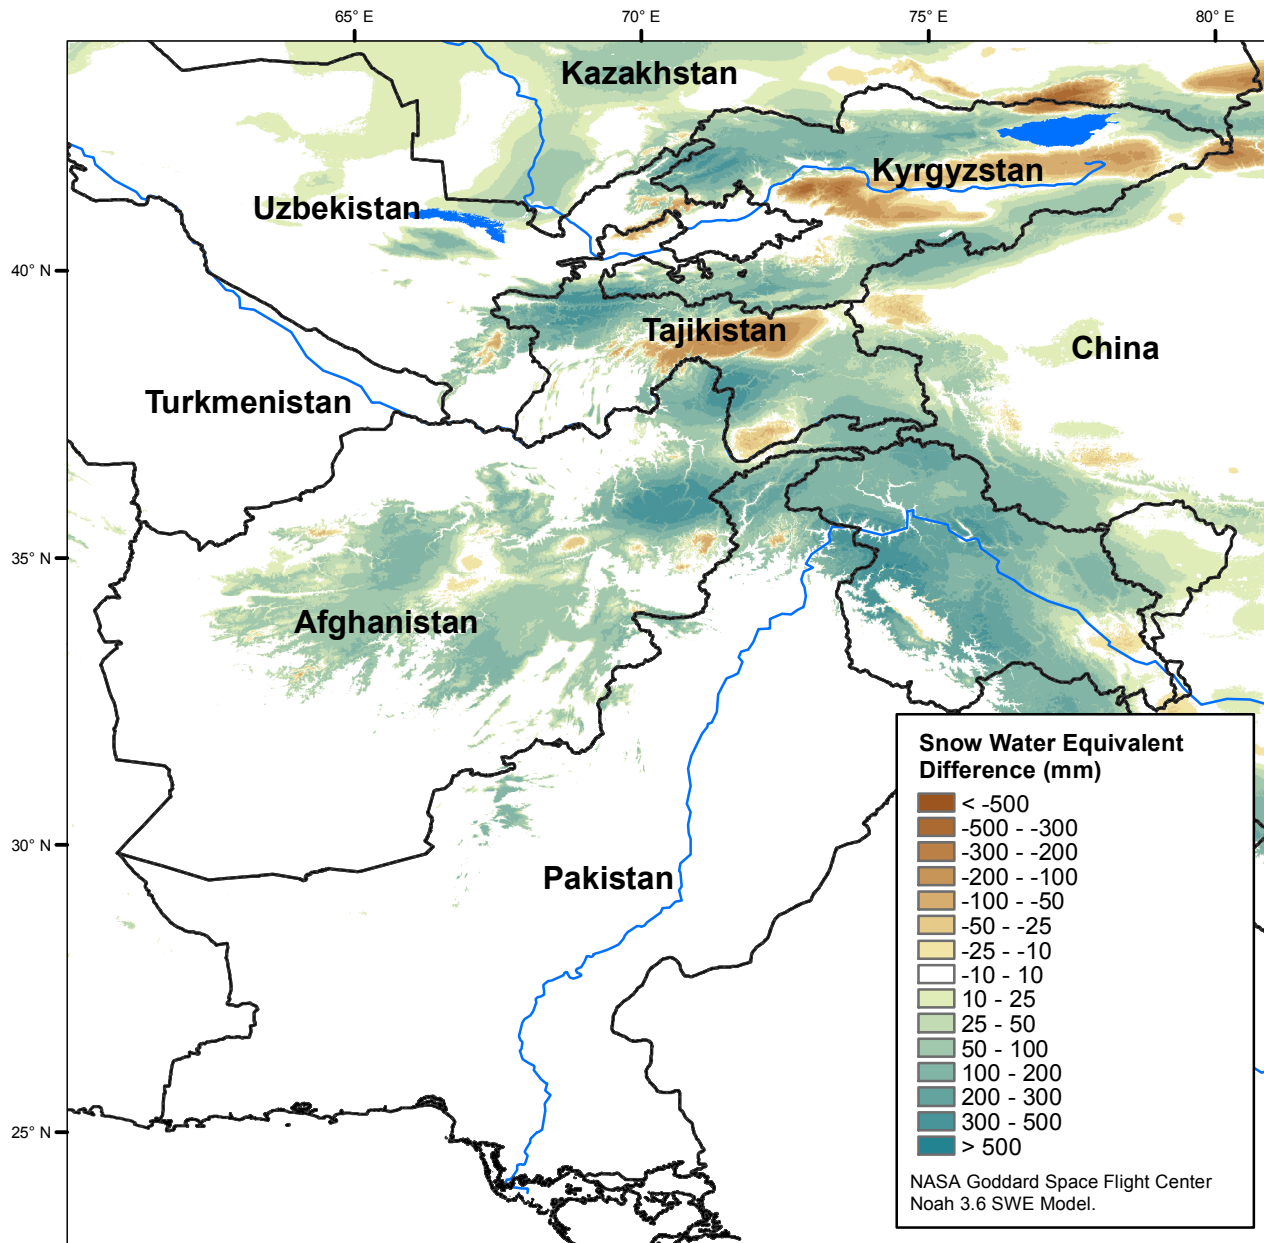 65° E
70° E
75° E
80° E
Kazakhstan
Kyrgyzstan
Uzbekistan
40° N
Tajikistan
China
Turkmenistan
35° N
Afghanistan
30° N
Pakistan
25° N
Snow Water Equivalent
Difference (mm)
< -500
-500 - -300
-300 - -200
-200 - -100
-100 - -50
-50 - -25
-25 - -10
-10 - 10
10 - 25
25 - 50
50 - 100
100 - 200
200 - 300
300 - 500
> 500
NASA Goddard Space Flight Center
Noah 3.6 SWE Model.